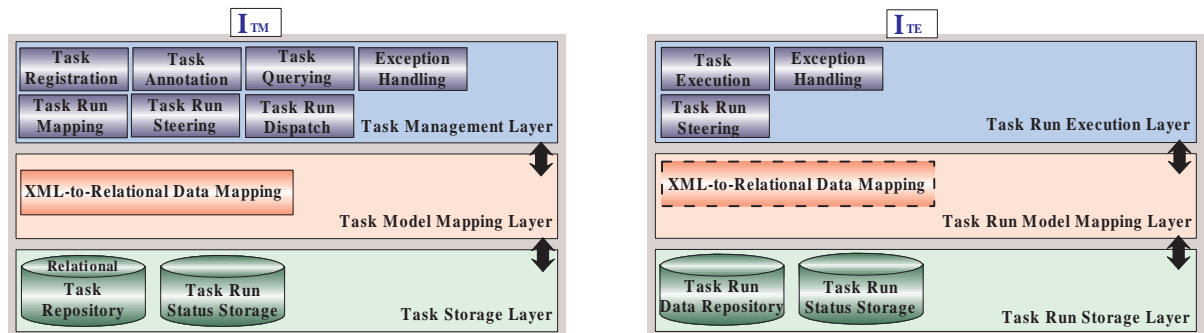 I TM
Task Registration
Task Annotation
Task Querying
Exception Handling
Task Run Mapping
Task Run Steering
Task Run Dispatch
Task Management Layer
XML-to-Relational Data Mapping
Task Model Mapping Layer
Relational
Task Repository
Task Run Status Storage
Task Storage Layer
I TE
Task Execution
Exception Handling
Task Run Steering
Task Run Execution Layer
XML-to-Relational Data Mapping
Task Run Model Mapping Layer
Task Run Data Repository
Task Run Status Storage
Task Run Storage Layer